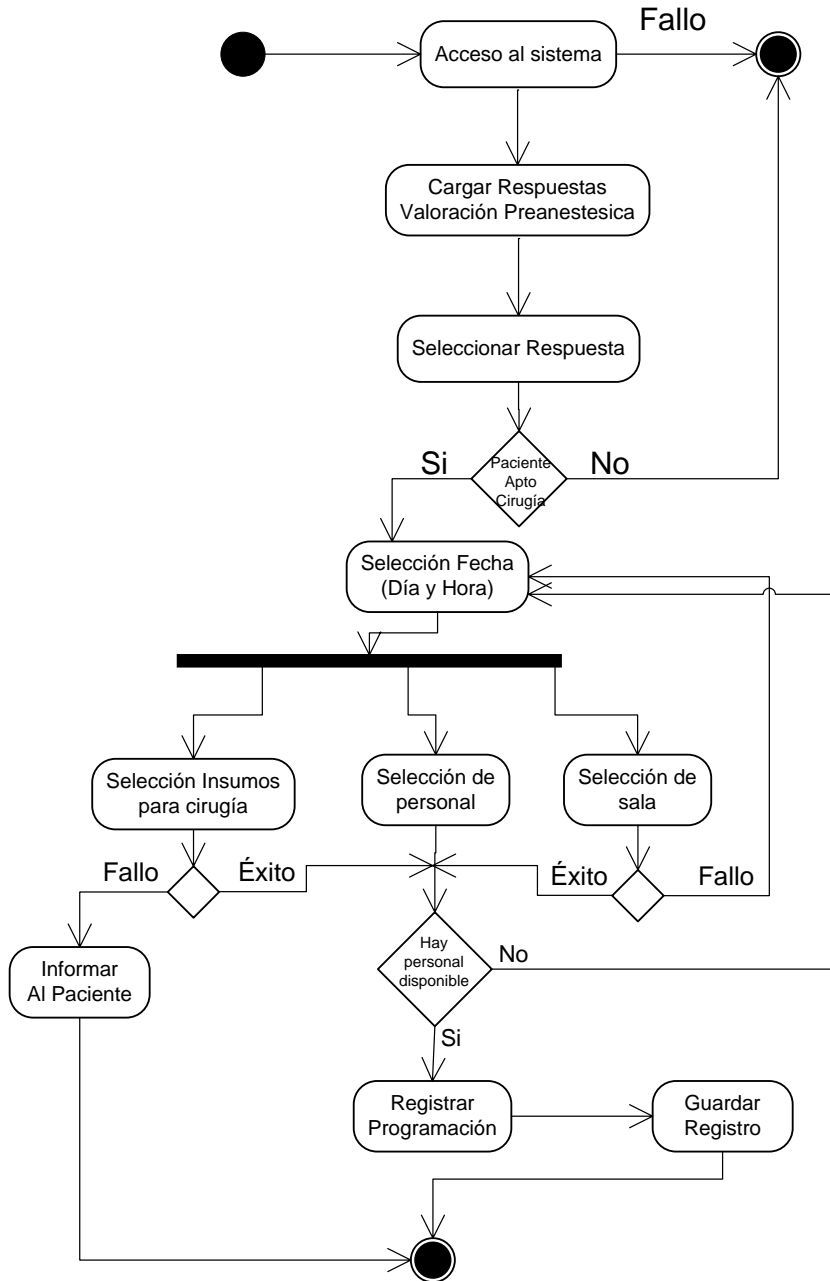 Fallo
Acceso al sistema
Cargar Respuestas
Valoración Preanestesica
Seleccionar Respuesta
Si
Paciente
Apto
Cirugía
No
Selección Fecha
(Día y Hora)
Selección Insumos
para cirugía
Selección de
personal
Selección de
sala
Fallo
Éxito
Éxito
Fallo
Hay
personal
disponible
No
Informar
Al Paciente
Si
Registrar
Programación
Guardar
Registro